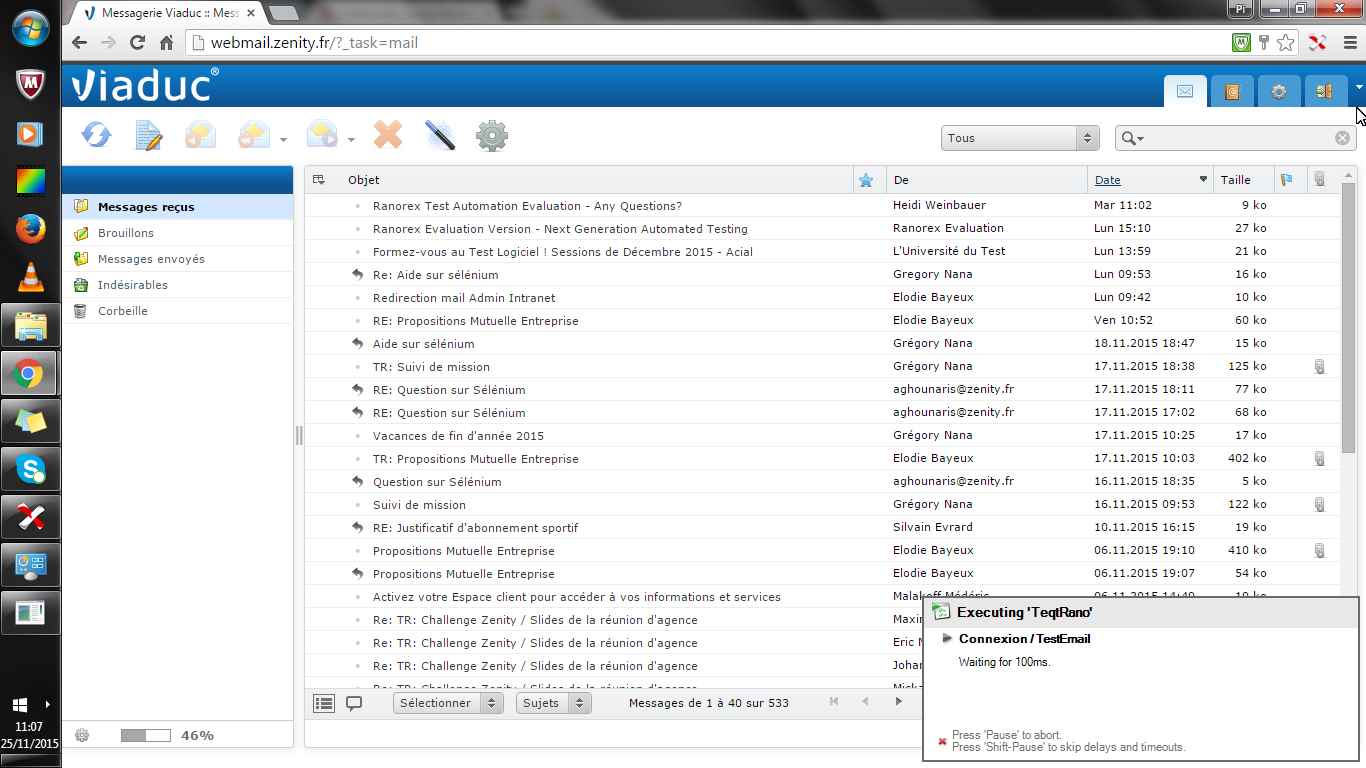 Messagerie Viaduc :: Mess
Pi
webmail.zenity.fr/?_task=mail
viaduc®
Tous
Objet De Date Taille
Messages reçus
Brouillons
Messages envoyés
Indésirables
Corbeille
Ranorex Test Automation Evaluation - Any Questions? Heidi Weinbauer Mar 11:02 9 ko
Ranorex Evaluation Version - Next Generation Automated Testing Ranorex Evaluation Lun 15:10 27 ko
Formez-vous au Test Logiciel ! Sessions de Décembre 2015 - Acial L'Université du Test Lun 13:59 21 ko
Re: Aide sur sélénium Gregory Nana Lun 09:53 16 ko
Redirection mail Admin Intranet Elodie Bayeux Lun 09:42 10 ko
RE: Propositions Mutuelle Entreprise Elodie Bayeux Ven 10:52 60 ko
Aide sur sélénium Grégory Nana 18.11.2015 18:47 15 ko
TR: Suivi de mission Grégory Nana 17.11.2015 18:38 125 ko
RE: Question sur Sélénium aghounaris@zenity.fr 17.11.2015 18:11 77 ko
RE: Question sur Sélénium aghounaris@zenity.fr 17.11.2015 17:02 68 ko
Vacances de fin d'année 2015 Grégory Nana 17.11.2015 10:25 17 ko
TR: Propositions Mutuelle Entreprise Elodie Bayeux 17.11.2015 10:03 402 ko
Question sur Sélénium aghounaris@zenity.fr 16.11.2015 18:35 5 ko
Suivi de mission Grégory Nana 16.11.2015 09:53 122 ko
RE: Justificatif d'abonnement sportif Silvain Evrard 10.11.2015 16:15 19 ko
Propositions Mutuelle Entreprise Elodie Bayeux 06.11.2015 19:10 410 ko
Propositions Mutuelle Entreprise Elodie Bayeux 06.11.2015 19:07 54 ko
Activez votre Espace client pour accéder à vos informations et services Malakoff Médéric
Re: TR: Challenge Zenity / Slides de la réunion d'agence Maxi
Re: TR: Challenge Zenity / Slides de la réunion d'agence Eric
Re: TR: Challenge Zenity / Slides de la réunion d'agence Joha
Re: TR: Challenge Zenity / Slides de la réunion d'agence
Sélectionner Sujets Messages de 1 à 40 sur 533
46%
Executing 'TeqtRano'
Connexion / TestEmail
Waiting for 100ms.
Press 'Pause' to abort.
Press 'Shift-Pause' to skip delays and timeouts.
11:07
25/11/2015